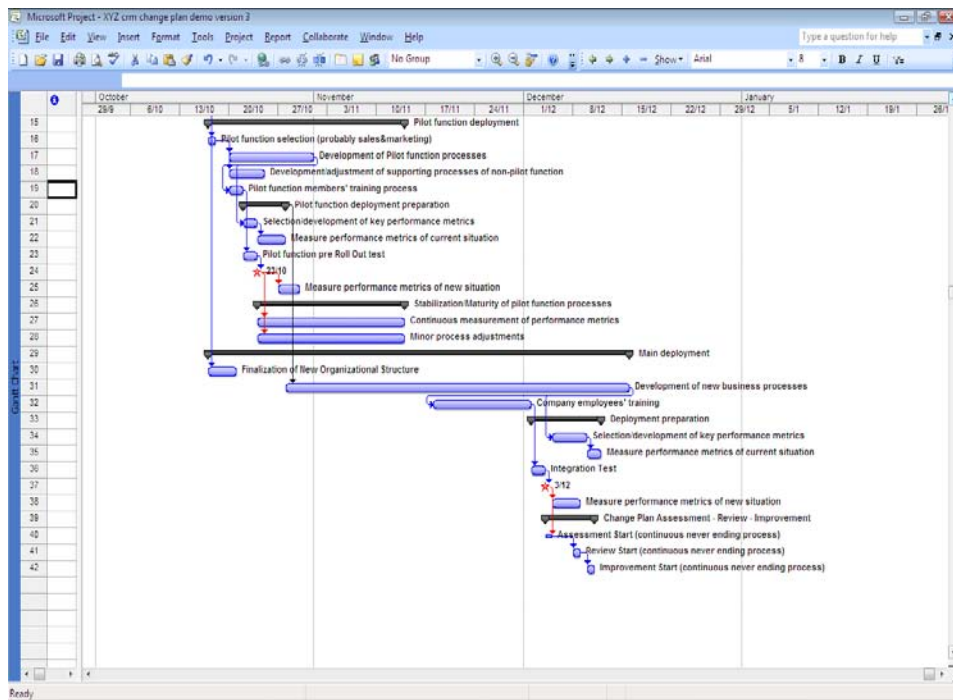 Microsoft Project - XYZ crm change plan demo version 3
File Edit View Insert Format Tools Project Report Collaborate Window Help Type a question for help
No Group Show Arial 8 B I U
October November December January
29/9 6/10 13/10 20/10 27/10 3/11 10/11 17/11 24/11 1/12 8/12 15/12 22/12 29/12 5/1 12/1 19/1 26/1
15 Pilot function deployment
16 Pilot function selection (probably sales&marketing)
17 Development of Pilot function processes
18 Development/adjustment of supporting processes of non-pilot function
19 Pilot function members' training process
20 Pilot function deployment preparation
21 Selection/development of key performance metrics
22 Measure performance metrics of current situation
23 Pilot function pre Roll Out test
24 23/10
25 Measure performance metrics of new situation
26 Stabilization/Maturity of pilot function processes
27 Continuous measurement of performance metrics
28 Minor process adjustments
29 Main deployment
30 Finalization of New Organizational Structure
31 Development of new business processes
32 Company employees' training
33 Deployment preparation
34 Selection/development of key performance metrics
35 Measure performance metrics of current situation
36 Integration Test
37 3/12
38 Measure performance metrics of new situation
39 Change Plan Assessment - Review - Improvement
40 Assessment Start (continuous never ending process)
41 Review Start (continuous never ending process)
42 Improvement Start (continuous never ending process)
Gantt Chart
Ready